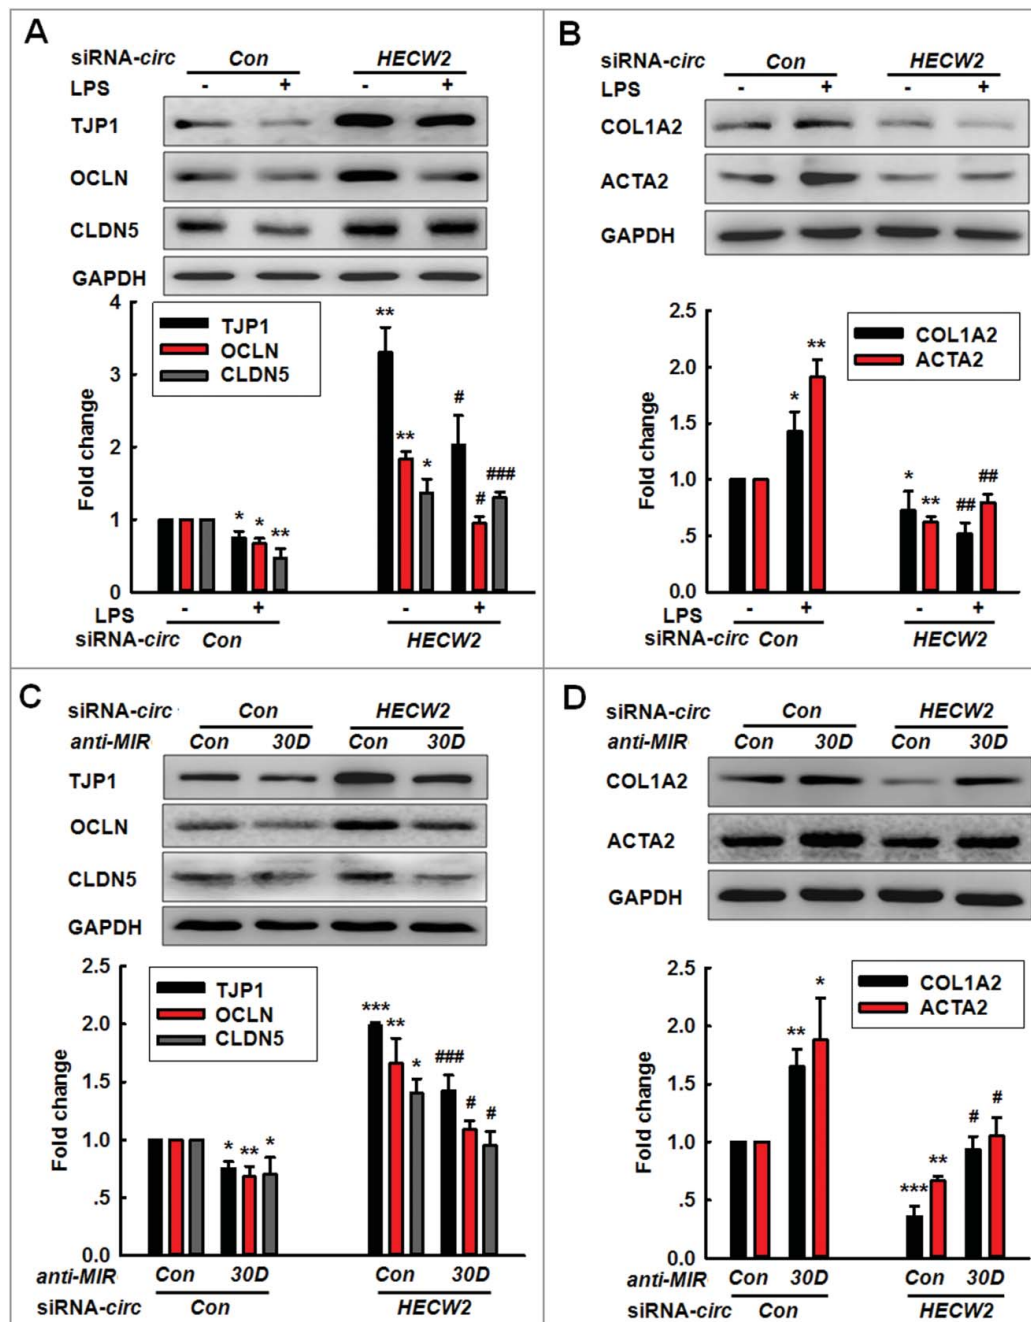 A
siRNA-circ Con HECW2
LPS - + - +
TJP1
OCLN
CLDN5
GAPDH
4
3
2
1
0
Fold change
TJP1
OCLN
CLDN5
* * **
** ** *
# # ###
LPS - + - +
siRNA-circ Con HECW2
B
siRNA-circ Con HECW2
LPS - + - +
COL1A2
ACTA2
GAPDH
2.5
2.0
1.5
1.0
.5
0.0
Fold change
COL1A2
ACTA2
* **
* **
## ##
LPS - + - +
siRNA-circ Con HECW2
C
siRNA-circ Con HECW2
anti-MIR Con 30D Con 30D
TJP1
OCLN
CLDN5
GAPDH
2.5
2.0
1.5
1.0
.5
0.0
Fold change
TJP1
OCLN
CLDN5
* ** *
*** ** *
### # #
anti-MIR Con 30D Con 30D
siRNA-circ Con HECW2
D
siRNA-circ Con HECW2
anti-MIR Con 30D Con 30D
COL1A2
ACTA2
GAPDH
2.5
2.0
1.5
1.0
.5
0.0
Fold change
COL1A2
ACTA2
** *
*** **
# #
anti-MIR Con 30D Con 30D
siRNA-circ Con HECW2